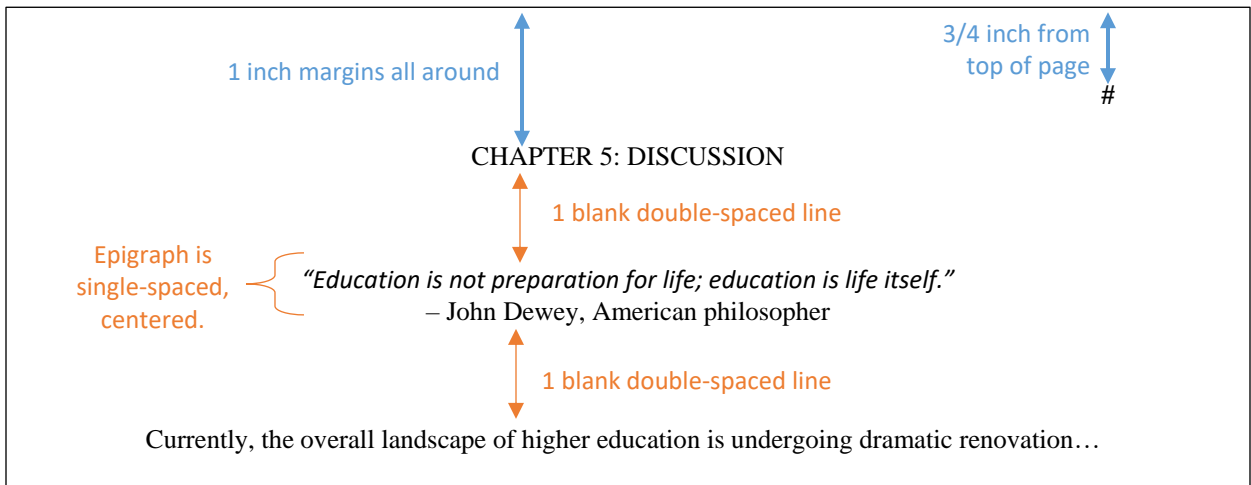 3/4 inch from
top of page
1 inch margins all around
#
CHAPTER 5: DISCUSSION
1 blank double-spaced line
Epigraph is
single-spaced,
centered.
“Education is not preparation for life; education is life itself.”
– John Dewey, American philosopher
1 blank double-spaced line
Currently, the overall landscape of higher education is undergoing dramatic renovation…